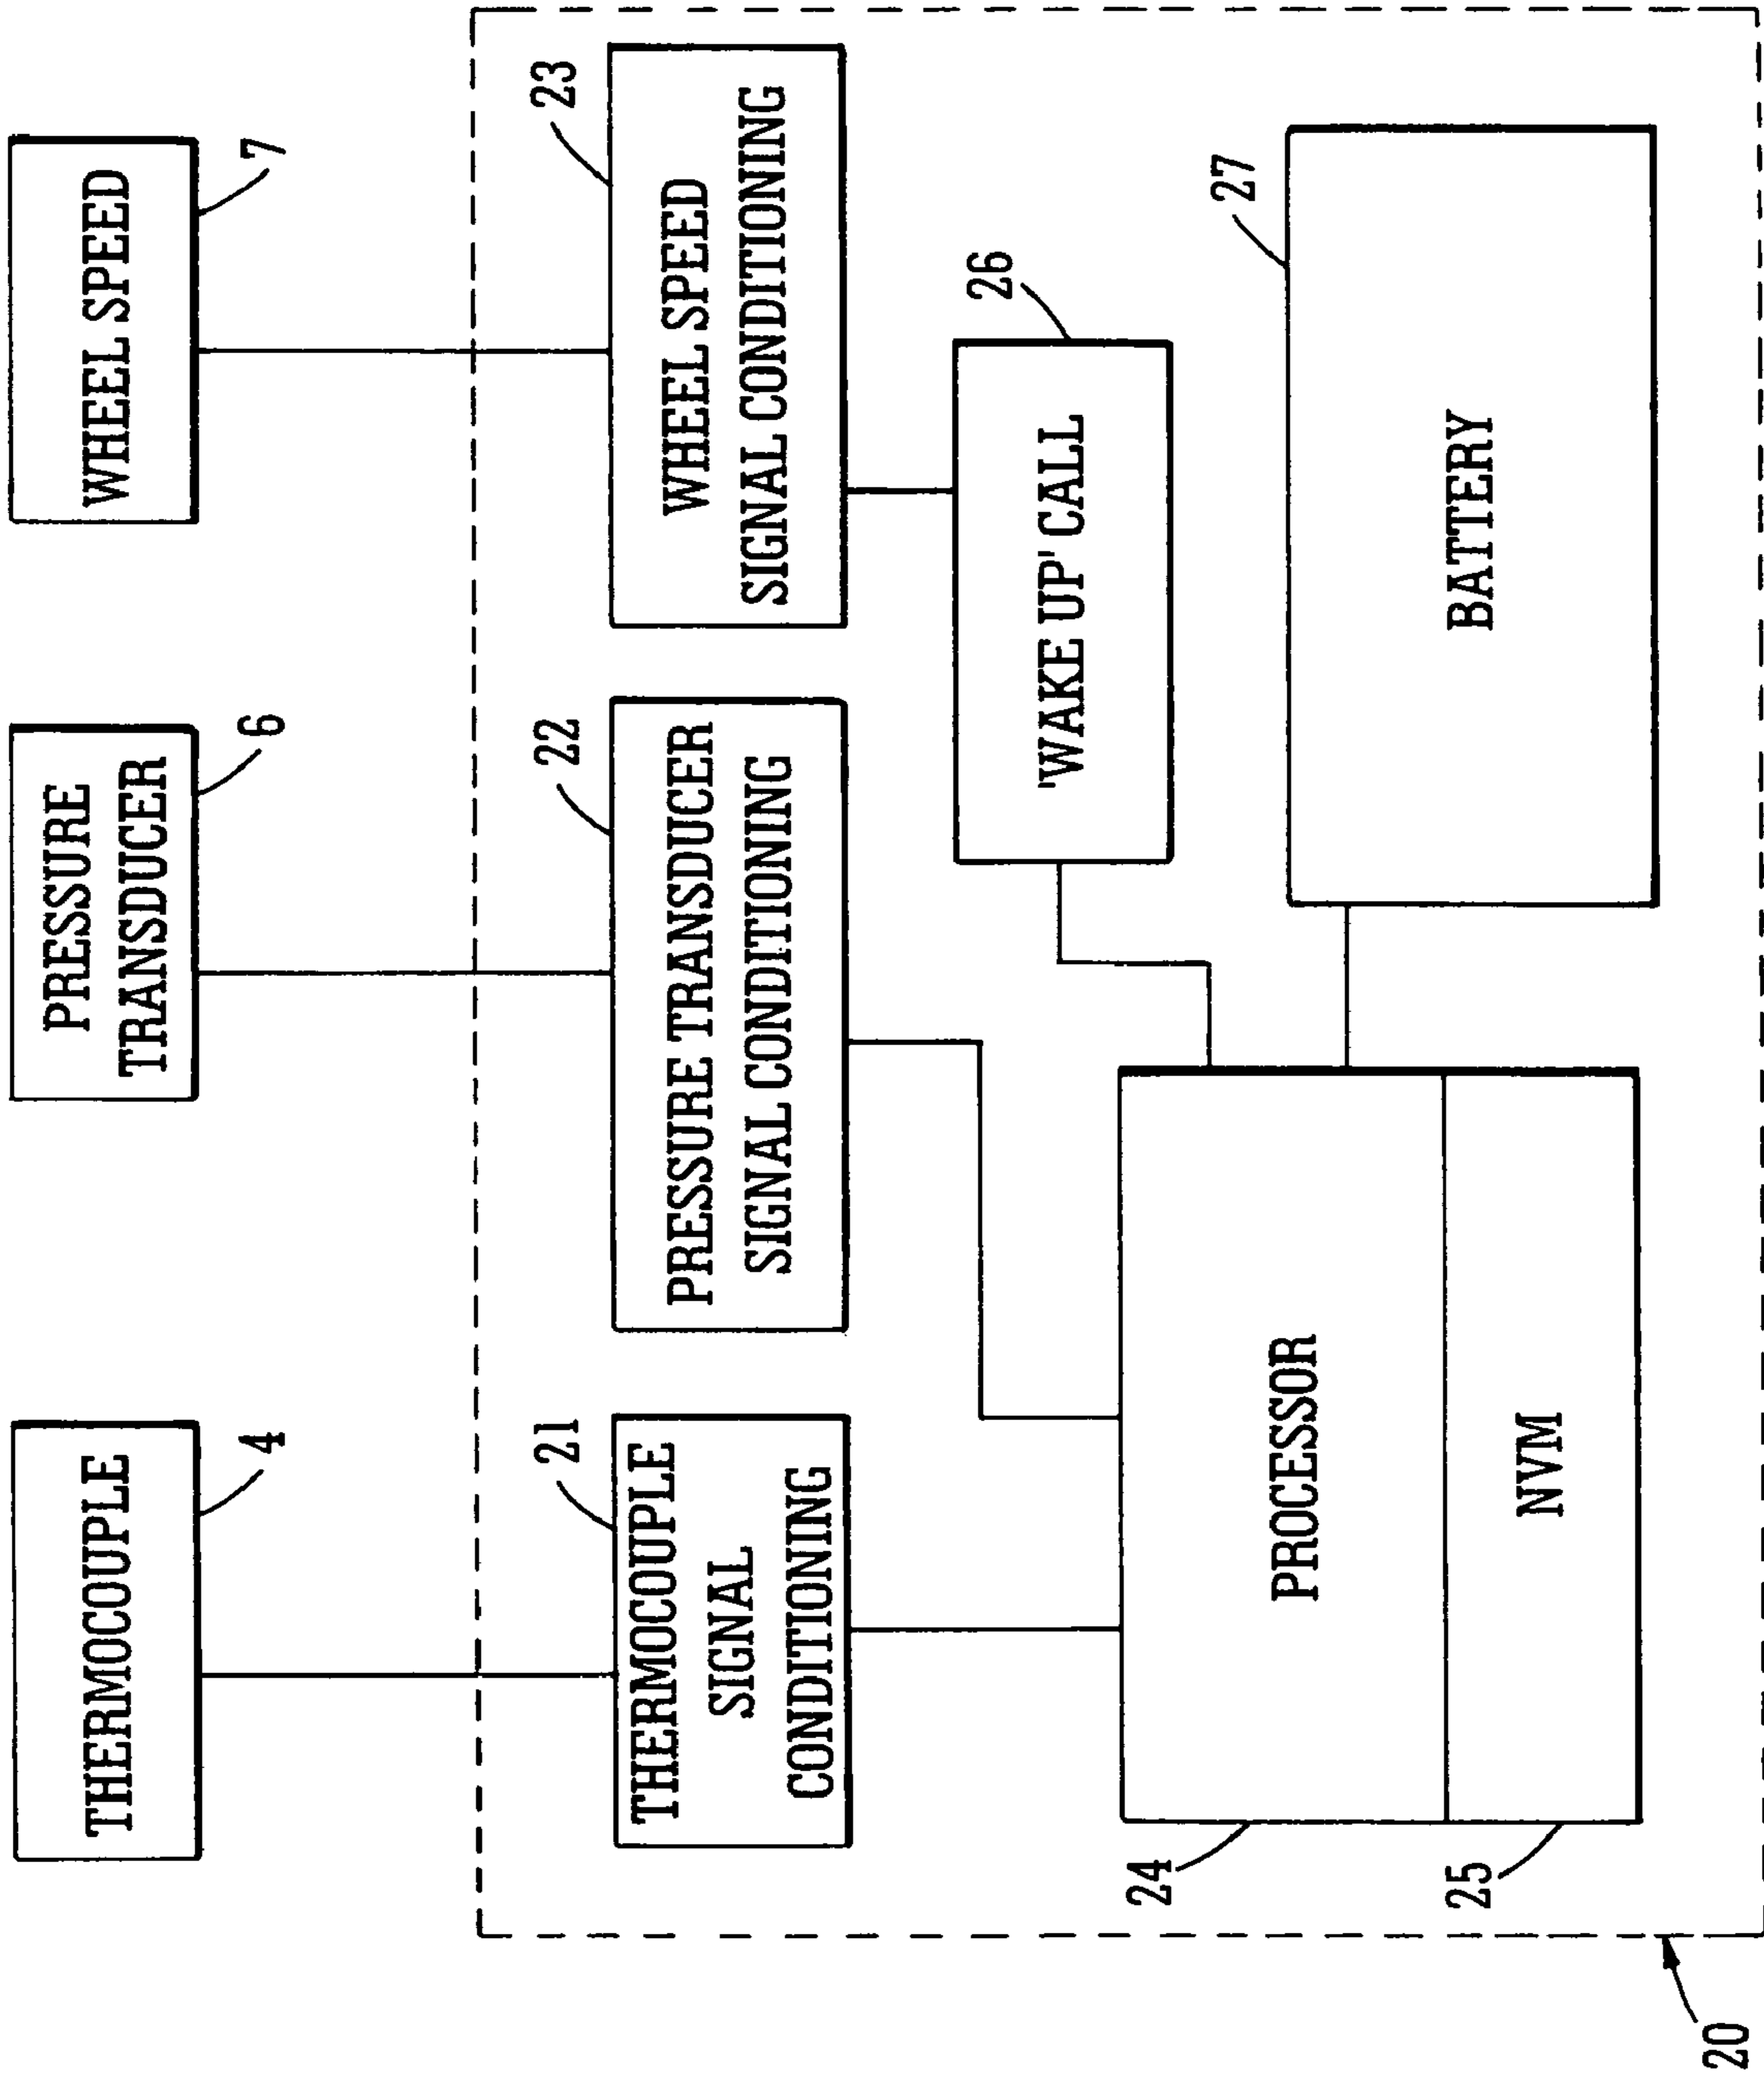 THERMOCOUPLE
4
PRESSURE
TRANSDUCER
6
WHEEL SPEED
7
21
THERMOCOUPLE
SIGNAL
CONDITIONING
22
PRESSURE TRANSDUCER
SIGNAL CONDITIONING
23
WHEEL SPEED
SIGNAL CONDITIONING
26
'WAKE UP' CALL
24
PROCESSOR
25
NVM
27
BATTERY
20